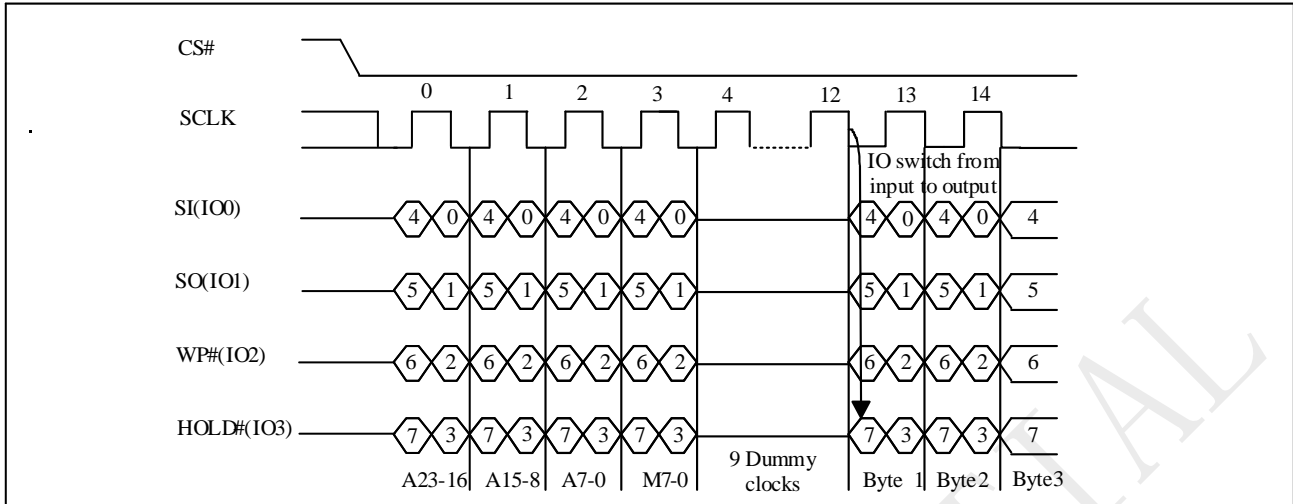 CS#
0 1 2 3 4 12 13 14
SCLK
IO switch from
input to output
SI(IO0) 4 0 4 0 4 0 4 0 4 0 4 0 4
SO(IO1) 5 1 5 1 5 1 5 1 5 1 5 1 5
WP#(IO2) 6 2 6 2 6 2 6 2 6 2 6 2 6
HOLD#(IO3) 7 3 7 3 7 3 7 3 7 3 7 3 7
A23-16 A15-8 A7-0 M7-0 9 Dummy
clocks Byte 1 Byte2 Byte3
IAL